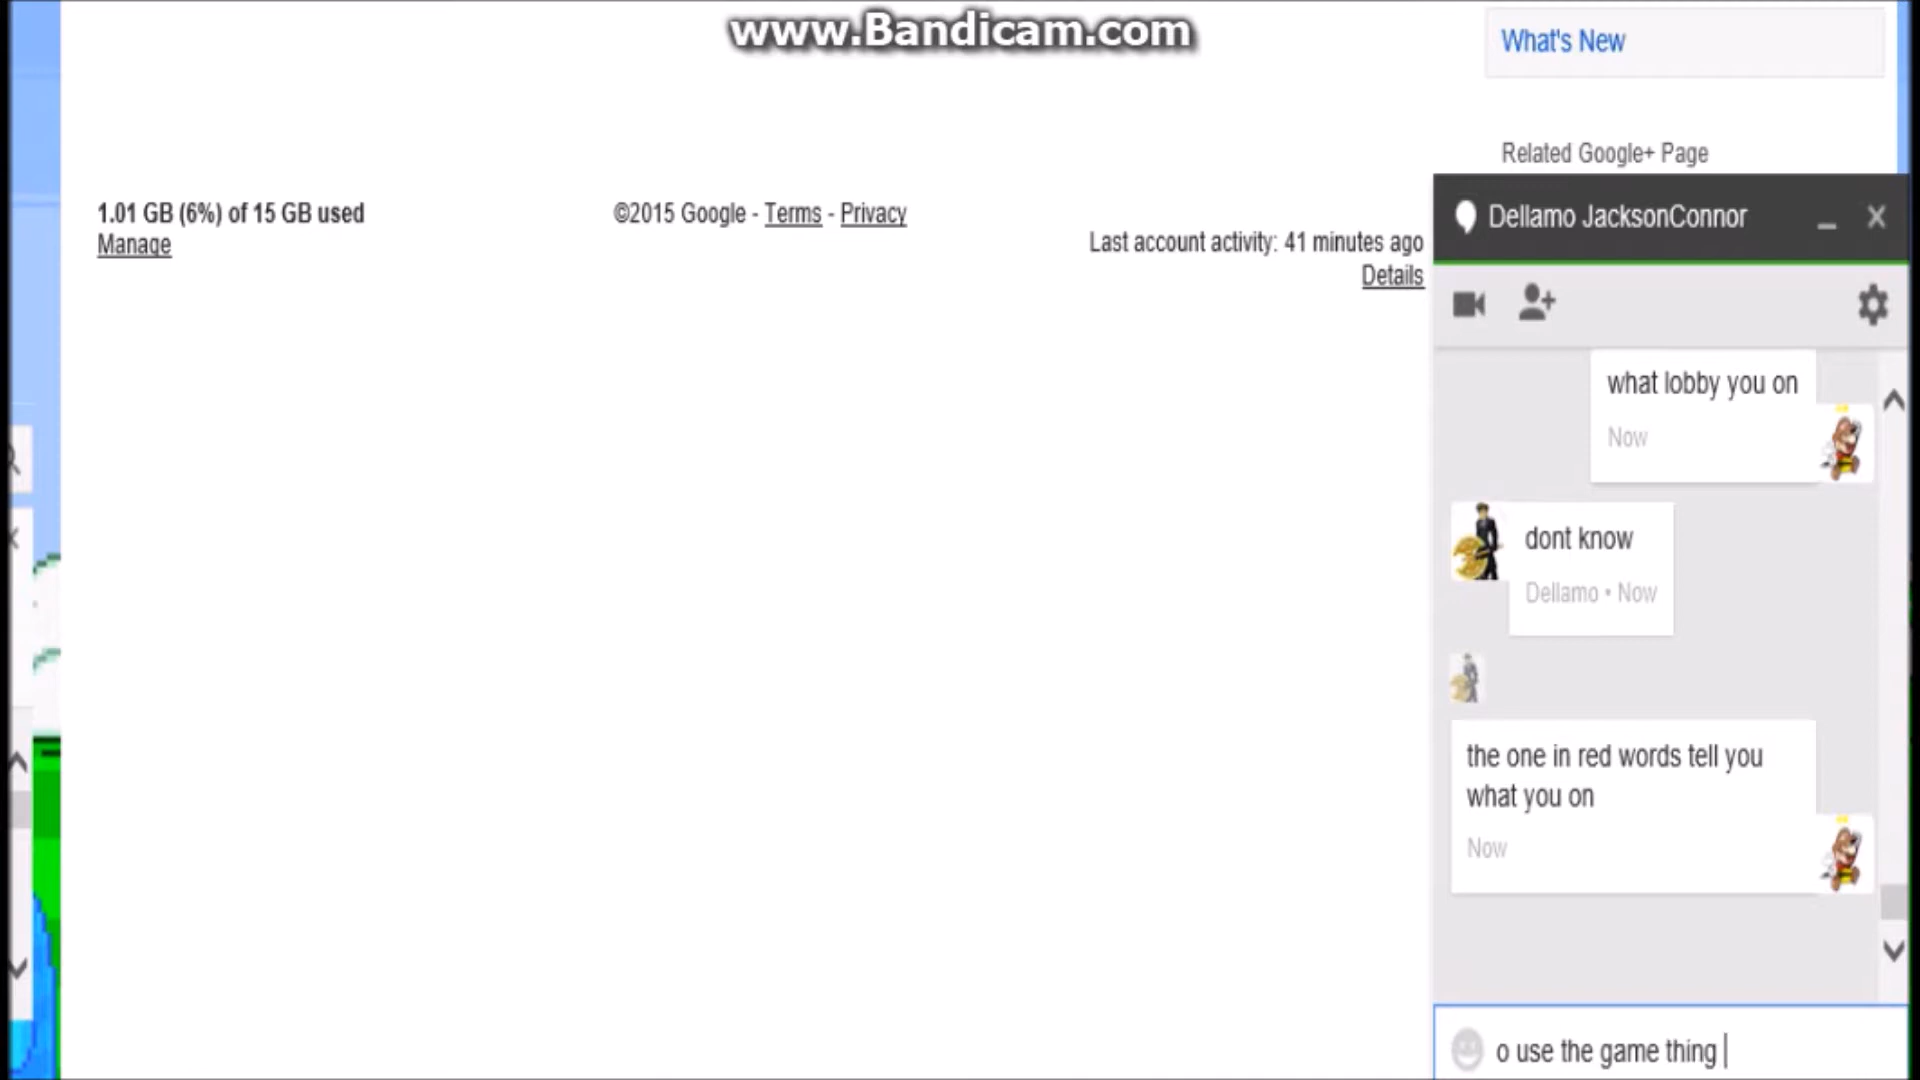 www.Bandicam.com
What's New
Related Google+ Page
1.01 GB (6%) of 15 GB used
Manage
©2015 Google - Terms - Privacy
Last account activity: 41 minutes ago
Details
Dellamo JacksonConnor
what lobby you on
Now
dont know
Dellamo • Now
the one in red words tell you
what you on
Now
o use the game thing